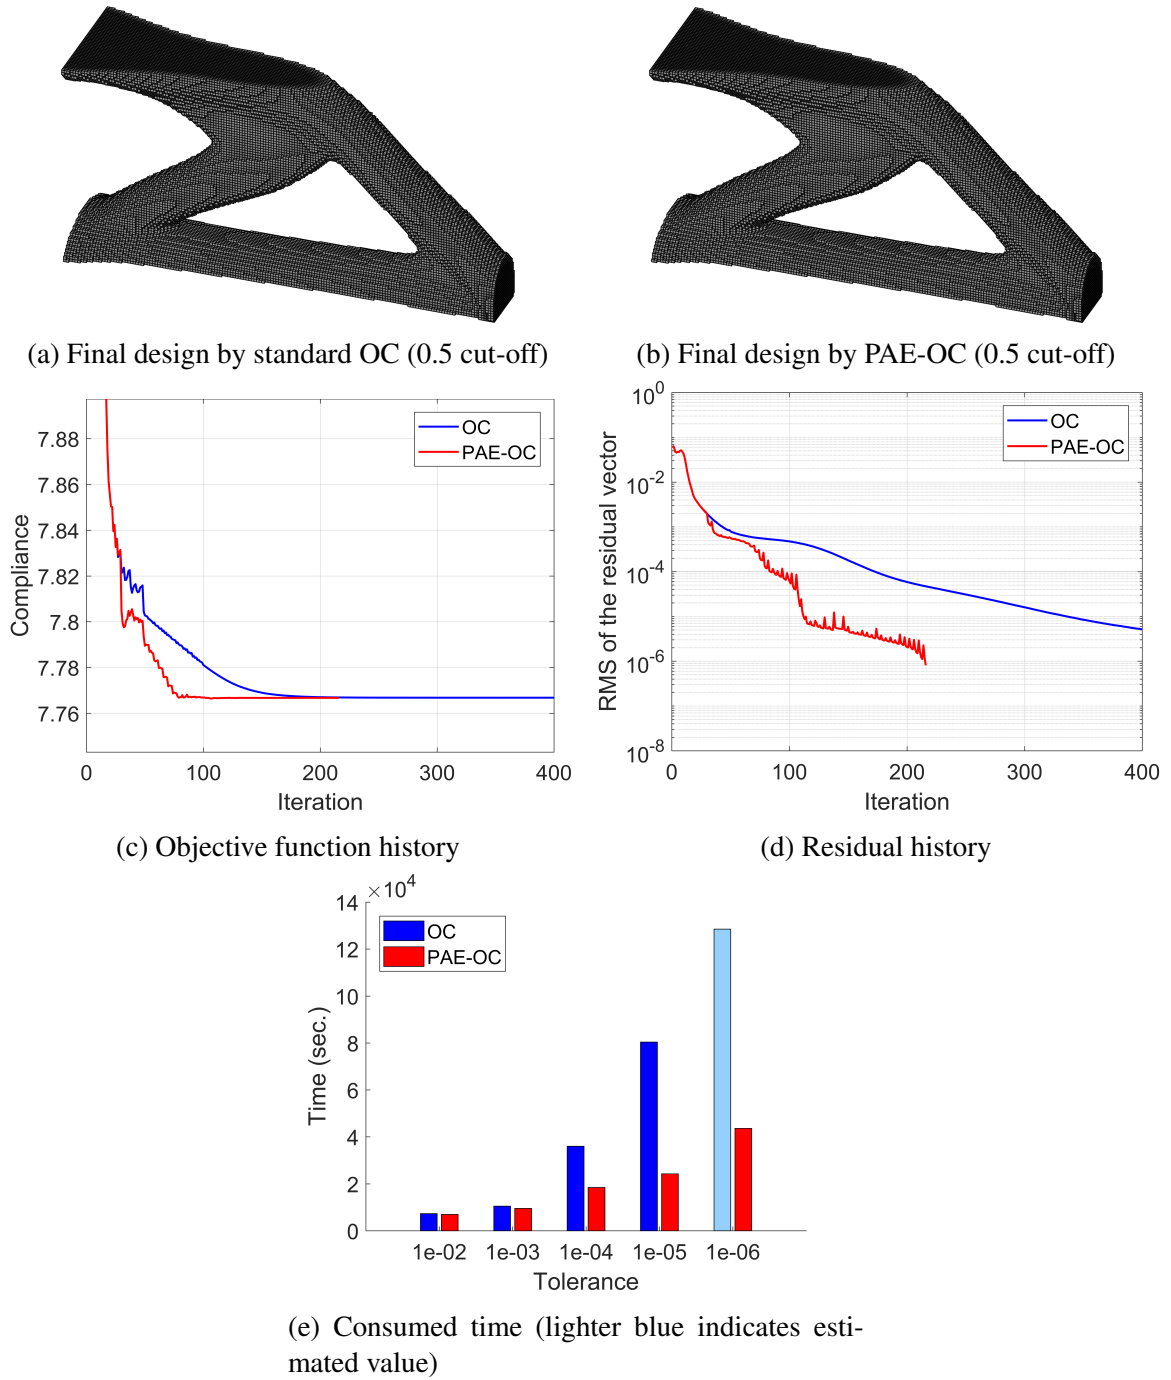 (a) Final design by standard OC (0.5 cut-off)
(b) Final design by PAE-OC (0.5 cut-off)
7.88
7.86
7.84
7.82
7.8
7.78
7.76
Compliance
OC
PAE-OC
0 100 200 300 400
Iteration
10^0
10^-2
10^-4
10^-6
10^-8
RMS of the residual vector
OC
PAE-OC
0 100 200 300 400
Iteration
(c) Objective function history
(d) Residual history
×10^4
14
12
10
8
6
4
2
0
Time (sec.)
OC
PAE-OC
1e-02 1e-03 1e-04 1e-05 1e-06
Tolerance
(e) Consumed time (lighter blue indicates esti-
mated value)